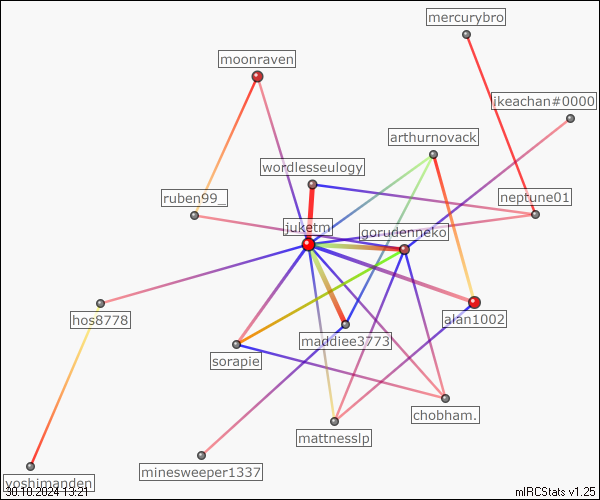 mercurybro
moonraven
ikeachan#0000
arthurnovack
wordlesseulogy
ruben99_
neptune01
juketm
gorudenneko
hos8778
alan1002
maddiee3773
sorapie
chobham.
mattnesslp
minesweeper1337
yoshimanden
30.10.2024 13:21
mIRCStats v1.25